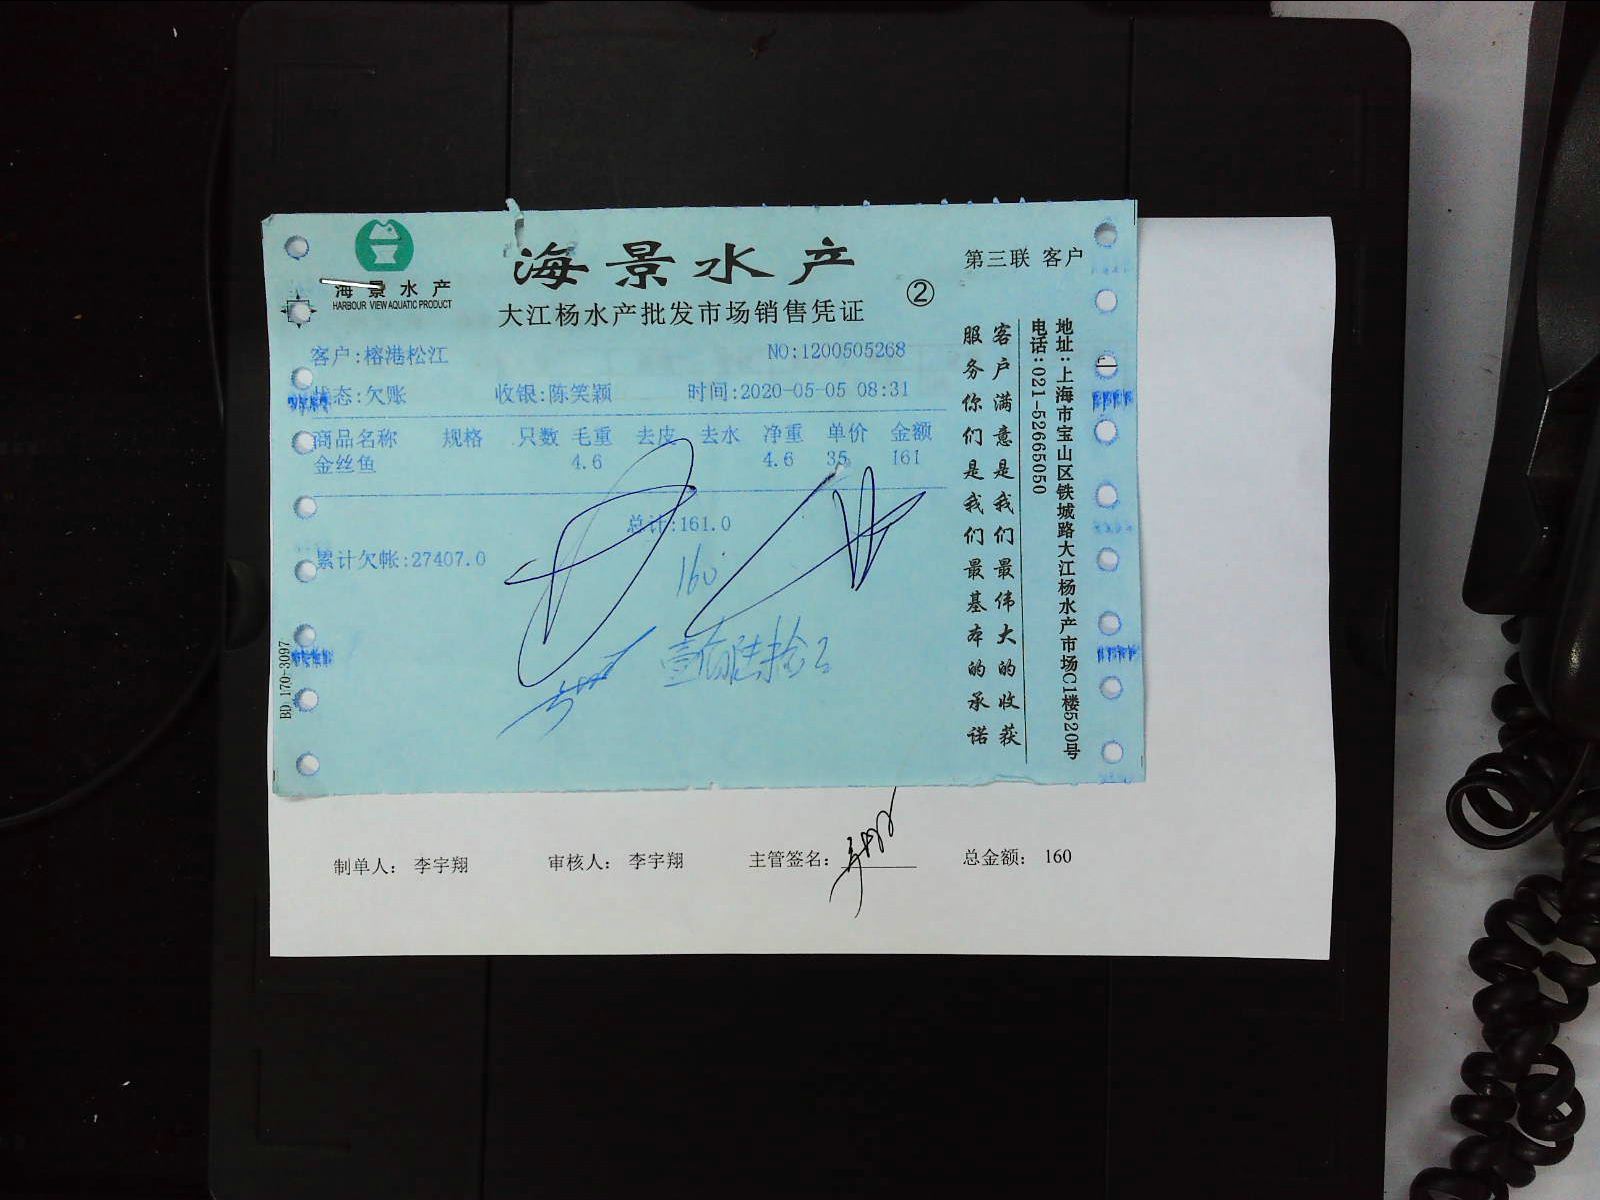 海景水产
HARBOUR VIEW AQUATIC PRODUCT
海景水产
大江杨水产批发市场销售凭证
②
第三联 客户
客户:榕港松江 NO:1200505268
状态:欠账 收银:陈笑颖 时间:2020-05-05 08:31
商品名称 规格 只数 毛重 去皮 去水 净重 单价 金额
金丝鱼 4.6 4.6 35 161
总计:161.0
累计欠帐:27407.0
160
壹佰陆拾元
客户满意是我们最伟大的收获
服务你们是我们最基本的承诺
地址:上海市宝山区铁城路大江杨水产市场C1楼520号
电话:021-52665050
BD 170-3097
制单人: 李宇翔 审核人: 李宇翔 主管签名: 总金额: 160